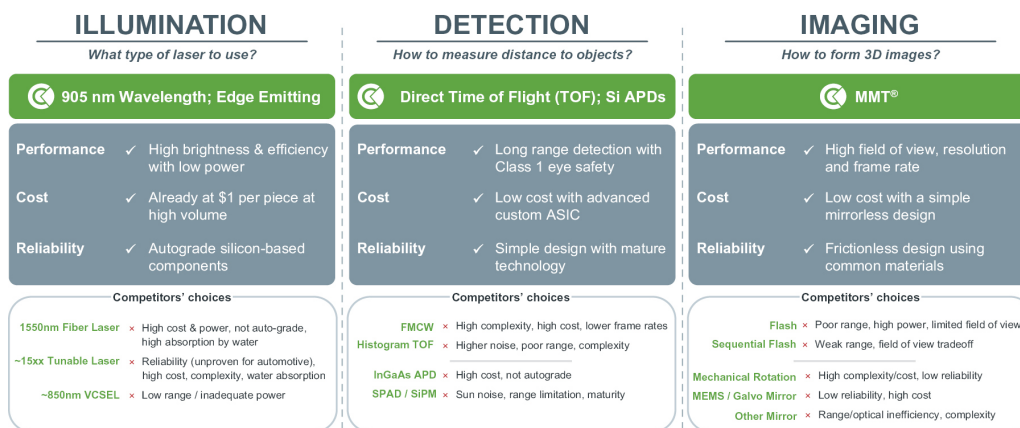 ILLUMINATION
What type of laser to use?
905 nm Wavelength; Edge Emitting
Performance ✓ High brightness & efficiency
with low power
Cost ✓ Already at $1 per piece at
high volume
Reliability ✓ Autograde silicon-based
components
Competitors' choices
1550nm Fiber Laser × High cost & power, not auto-grade,
high absorption by water
~15xx Tunable Laser × Reliability (unproven for automotive),
high cost, complexity, water absorption
~850nm VCSEL × Low range / inadequate power
DETECTION
How to measure distance to objects?
Direct Time of Flight (TOF); Si APDs
Performance ✓ Long range detection with
Class 1 eye safety
Cost ✓ Low cost with advanced
custom ASIC
Reliability ✓ Simple design with mature
technology
Competitors' choices
FMCW × High complexity, high cost, lower frame rates
Histogram TOF × Higher noise, poor range, complexity
InGaAs APD × High cost, not autograde
SPAD / SiPM × Sun noise, range limitation, maturity
IMAGING
How to form 3D images?
MMT®
Performance ✓ High field of view, resolution
and frame rate
Cost ✓ Low cost with a simple
mirrorless design
Reliability ✓ Frictionless design using
common materials
Competitors' choices
Flash × Poor range, high power, limited field of view
Sequential Flash × Weak range, field of view tradeoff
Mechanical Rotation × High complexity/cost, low reliability
MEMS / Galvo Mirror × Low reliability, high cost
Other Mirror × Range/optical inefficiency, complexity